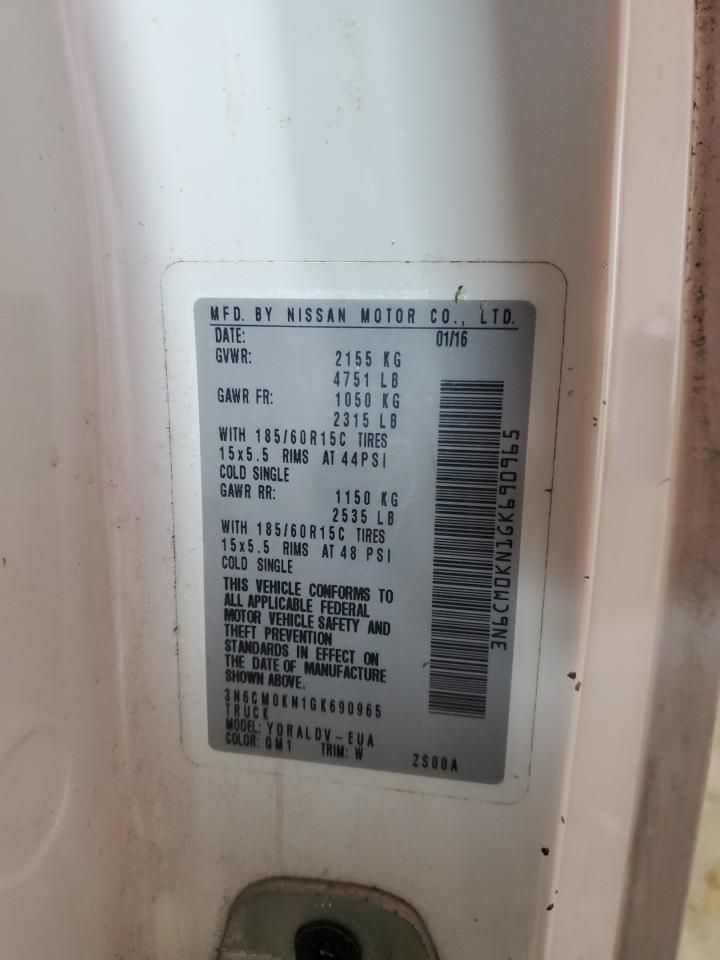 MFD. BY NISSAN MOTOR CO., LTD.
DATE: 01/16
GVWR: 2155 KG
4751 LB
GAWR FR: 1050 KG
2315 LB
WITH 185/60R15C TIRES
15x5.5 RIMS AT 44PSI
COLD SINGLE
GAWR RR: 1150 KG
2535 LB
WITH 185/60R15C TIRES
15x5.5 RIMS AT 48 PSI
COLD SINGLE
THIS VEHICLE CONFORMS TO
ALL APPLICABLE FEDERAL
MOTOR VEHICLE SAFETY AND
THEFT PREVENTION
STANDARDS IN EFFECT ON
THE DATE OF MANUFACTURE
SHOWN ABOVE.
3N6CM0KN1GK690965
TRUCK
MODEL: YDRALDV-EUA
COLOR: QM1 TRIM: W ZS00A
3N6CM0KN1GK690965